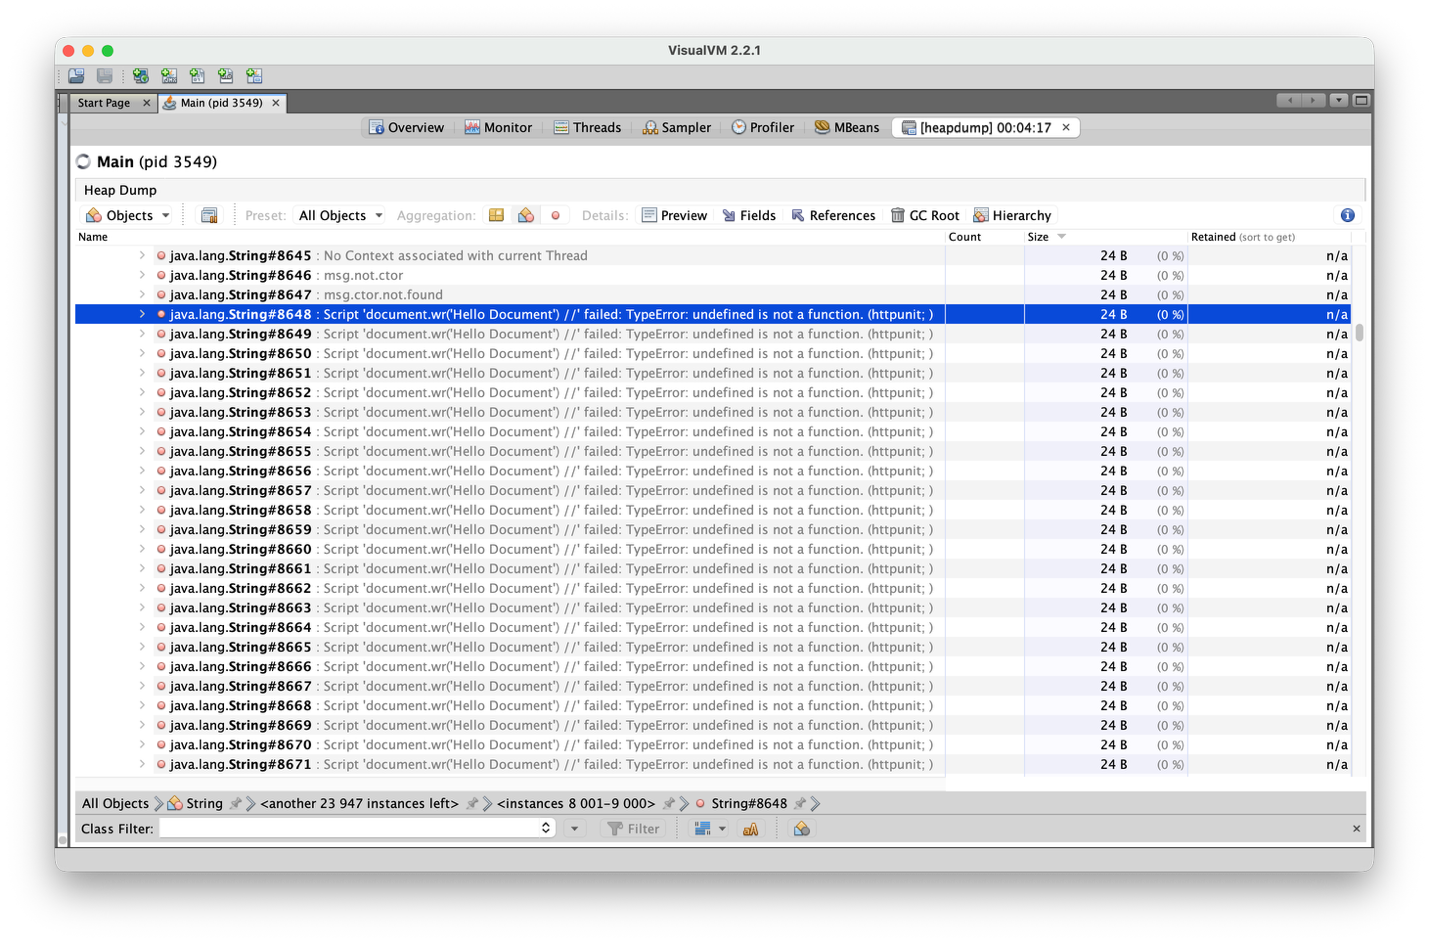 VisualVM 2.2.1
Start Page
Main (pid 3549)
Overview Monitor Threads Sampler Profiler MBeans [heapdump] 00:04:17
Main (pid 3549)
Heap Dump
Objects Preset: All Objects Aggregation: Details: Preview Fields References GC Root Hierarchy
Name Count Size Retained (sort to get)
java.lang.String#8645 : No Context associated with current Thread 24 B (0 %) n/a
java.lang.String#8646 : msg.not.ctor 24 B (0 %) n/a
java.lang.String#8647 : msg.ctor.not.found 24 B (0 %) n/a
java.lang.String#8648 : Script 'document.wr('Hello Document') //' failed: TypeError: undefined is not a function. (httpunit; ) 24 B (0 %) n/a
java.lang.String#8649 : Script 'document.wr('Hello Document') //' failed: TypeError: undefined is not a function. (httpunit; ) 24 B (0 %) n/a
java.lang.String#8650 : Script 'document.wr('Hello Document') //' failed: TypeError: undefined is not a function. (httpunit; ) 24 B (0 %) n/a
java.lang.String#8651 : Script 'document.wr('Hello Document') //' failed: TypeError: undefined is not a function. (httpunit; ) 24 B (0 %) n/a
java.lang.String#8652 : Script 'document.wr('Hello Document') //' failed: TypeError: undefined is not a function. (httpunit; ) 24 B (0 %) n/a
java.lang.String#8653 : Script 'document.wr('Hello Document') //' failed: TypeError: undefined is not a function. (httpunit; ) 24 B (0 %) n/a
java.lang.String#8654 : Script 'document.wr('Hello Document') //' failed: TypeError: undefined is not a function. (httpunit; ) 24 B (0 %) n/a
java.lang.String#8655 : Script 'document.wr('Hello Document') //' failed: TypeError: undefined is not a function. (httpunit; ) 24 B (0 %) n/a
java.lang.String#8656 : Script 'document.wr('Hello Document') //' failed: TypeError: undefined is not a function. (httpunit; ) 24 B (0 %) n/a
java.lang.String#8657 : Script 'document.wr('Hello Document') //' failed: TypeError: undefined is not a function. (httpunit; ) 24 B (0 %) n/a
java.lang.String#8658 : Script 'document.wr('Hello Document') //' failed: TypeError: undefined is not a function. (httpunit; ) 24 B (0 %) n/a
java.lang.String#8659 : Script 'document.wr('Hello Document') //' failed: TypeError: undefined is not a function. (httpunit; ) 24 B (0 %) n/a
java.lang.String#8660 : Script 'document.wr('Hello Document') //' failed: TypeError: undefined is not a function. (httpunit; ) 24 B (0 %) n/a
java.lang.String#8661 : Script 'document.wr('Hello Document') //' failed: TypeError: undefined is not a function. (httpunit; ) 24 B (0 %) n/a
java.lang.String#8662 : Script 'document.wr('Hello Document') //' failed: TypeError: undefined is not a function. (httpunit; ) 24 B (0 %) n/a
java.lang.String#8663 : Script 'document.wr('Hello Document') //' failed: TypeError: undefined is not a function. (httpunit; ) 24 B (0 %) n/a
java.lang.String#8664 : Script 'document.wr('Hello Document') //' failed: TypeError: undefined is not a function. (httpunit; ) 24 B (0 %) n/a
java.lang.String#8665 : Script 'document.wr('Hello Document') //' failed: TypeError: undefined is not a function. (httpunit; ) 24 B (0 %) n/a
java.lang.String#8666 : Script 'document.wr('Hello Document') //' failed: TypeError: undefined is not a function. (httpunit; ) 24 B (0 %) n/a
java.lang.String#8667 : Script 'document.wr('Hello Document') //' failed: TypeError: undefined is not a function. (httpunit; ) 24 B (0 %) n/a
java.lang.String#8668 : Script 'document.wr('Hello Document') //' failed: TypeError: undefined is not a function. (httpunit; ) 24 B (0 %) n/a
java.lang.String#8669 : Script 'document.wr('Hello Document') //' failed: TypeError: undefined is not a function. (httpunit; ) 24 B (0 %) n/a
java.lang.String#8670 : Script 'document.wr('Hello Document') //' failed: TypeError: undefined is not a function. (httpunit; ) 24 B (0 %) n/a
java.lang.String#8671 : Script 'document.wr('Hello Document') //' failed: TypeError: undefined is not a function. (httpunit; ) 24 B (0 %) n/a
All Objects String <another 23 947 instances left> <instances 8 001-9 000> String#8648
Class Filter: Filter